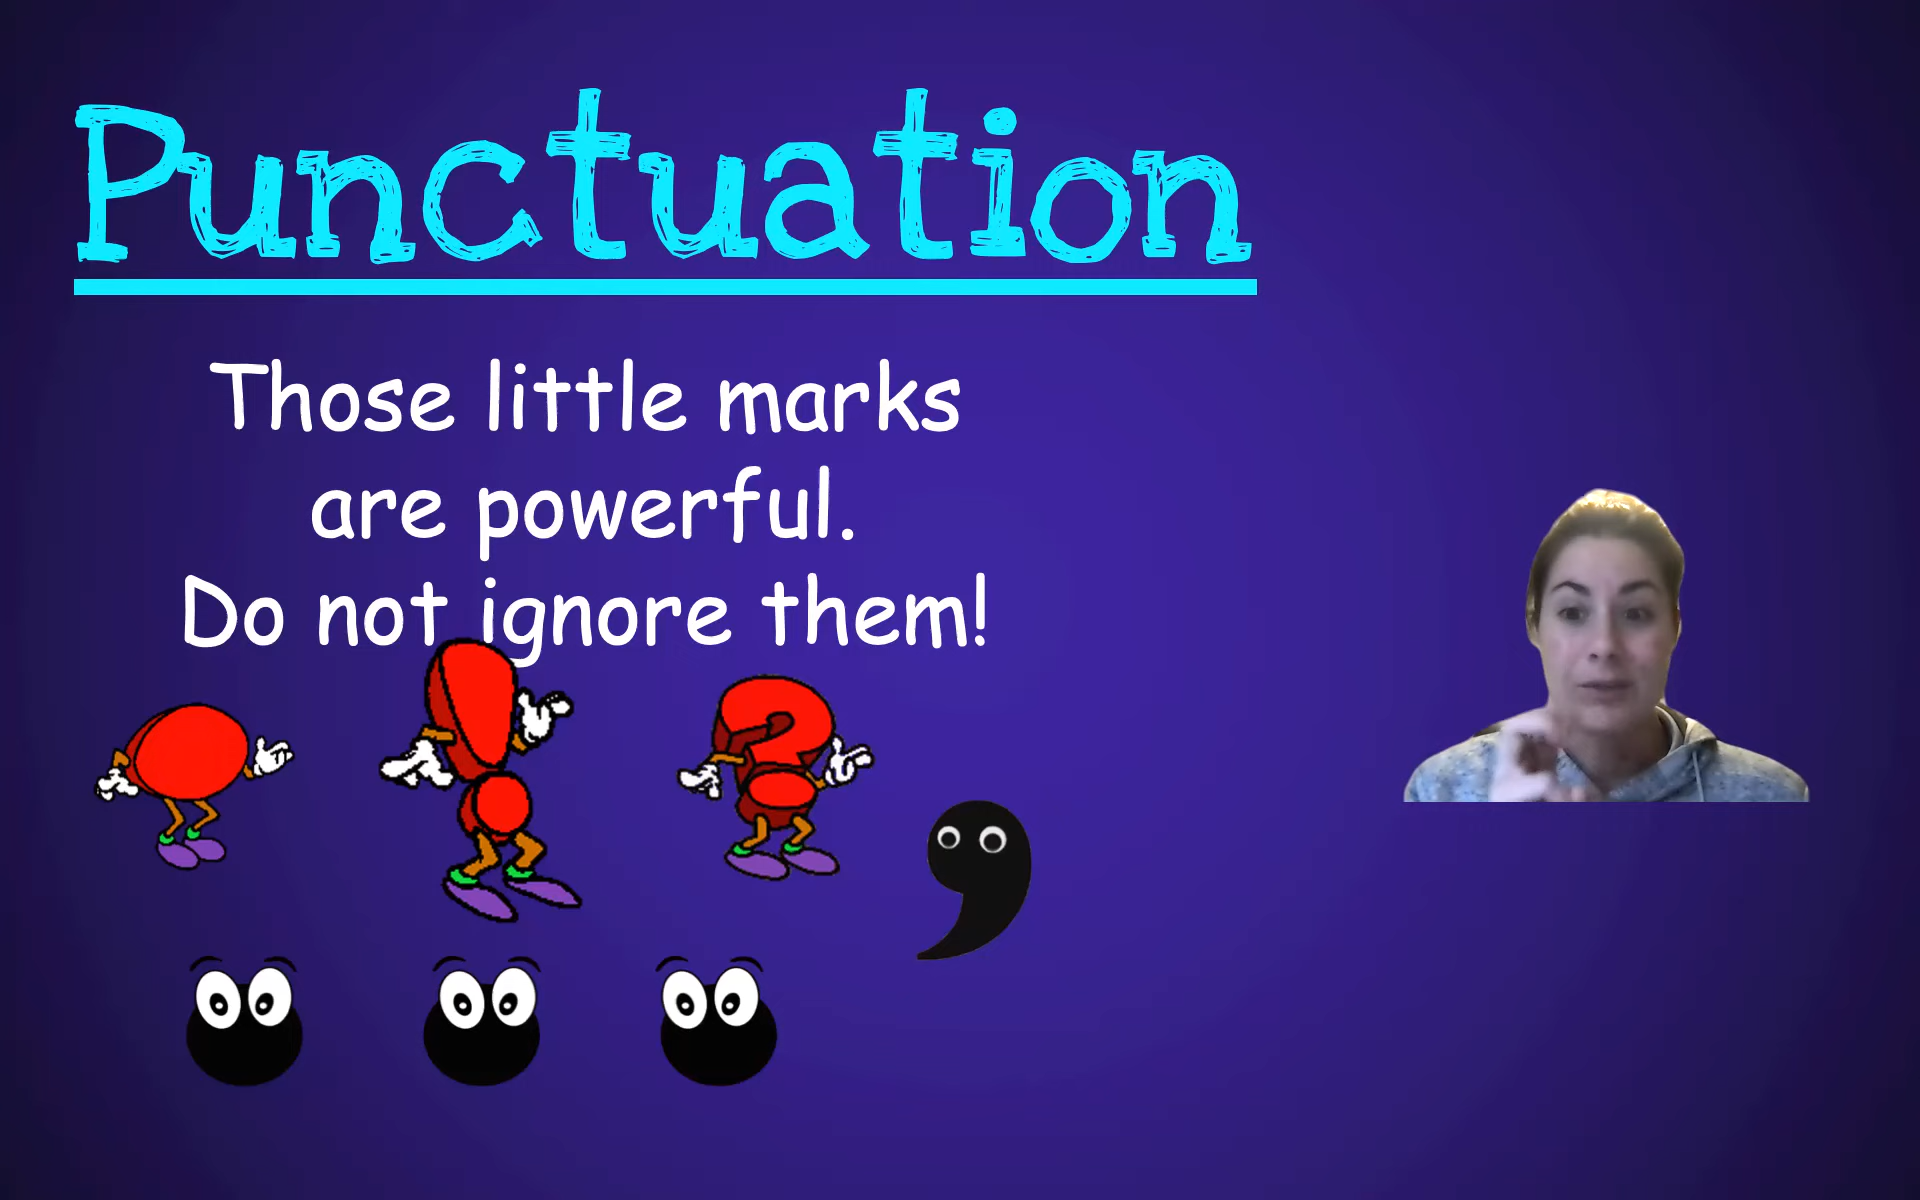 Punctuation
Those little marks
are powerful.
Do not ignore them!